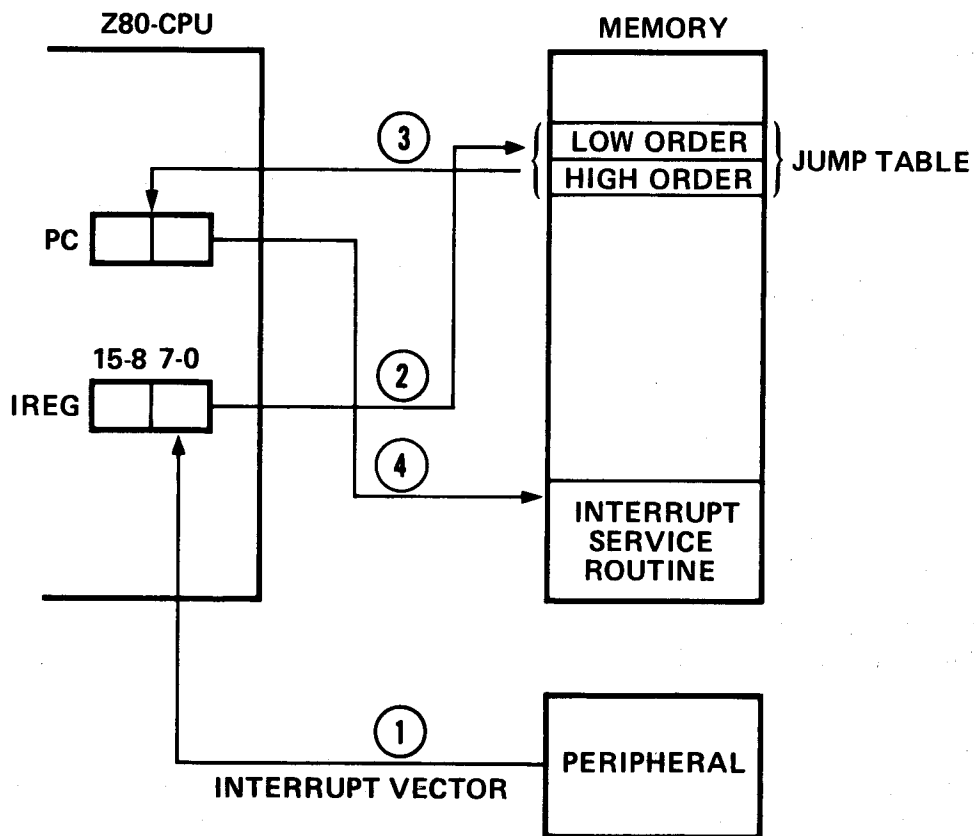 Z80-CPU
MEMORY
3
LOW ORDER
HIGH ORDER
JUMP TABLE
PC
15-8 7-0
IREG
2
4
INTERRUPT
SERVICE
ROUTINE
1
INTERRUPT VECTOR
PERIPHERAL